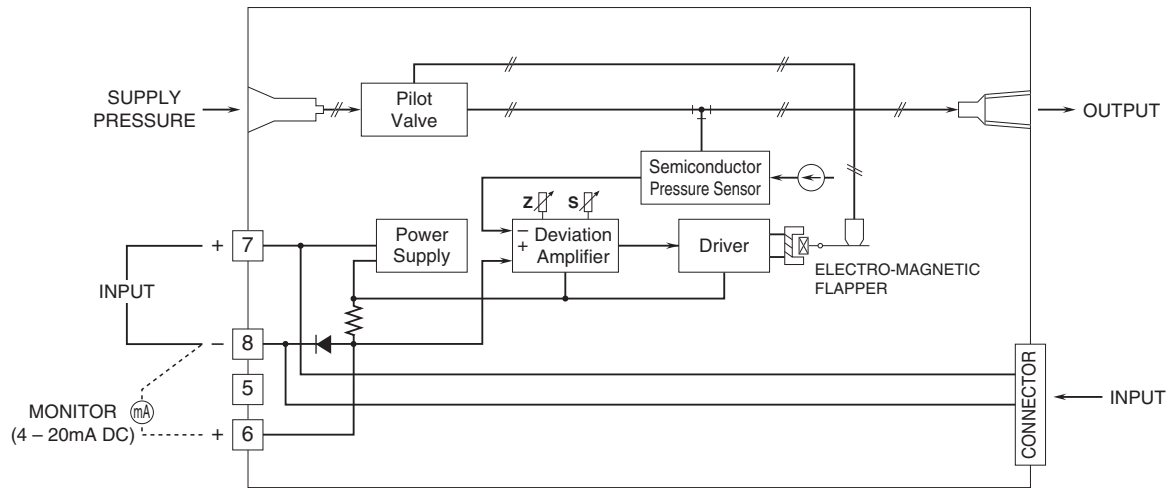 SUPPLY
PRESSURE
Pilot
Valve
OUTPUT
Semiconductor
Pressure Sensor
Z
S
+
7
Power
Supply
−
+
Deviation
Amplifier
Driver
ELECTRO-MAGNETIC
FLAPPER
INPUT
−
8
5
MONITOR
mA
(4 – 20mA DC)
+
6
CONNECTOR
INPUT